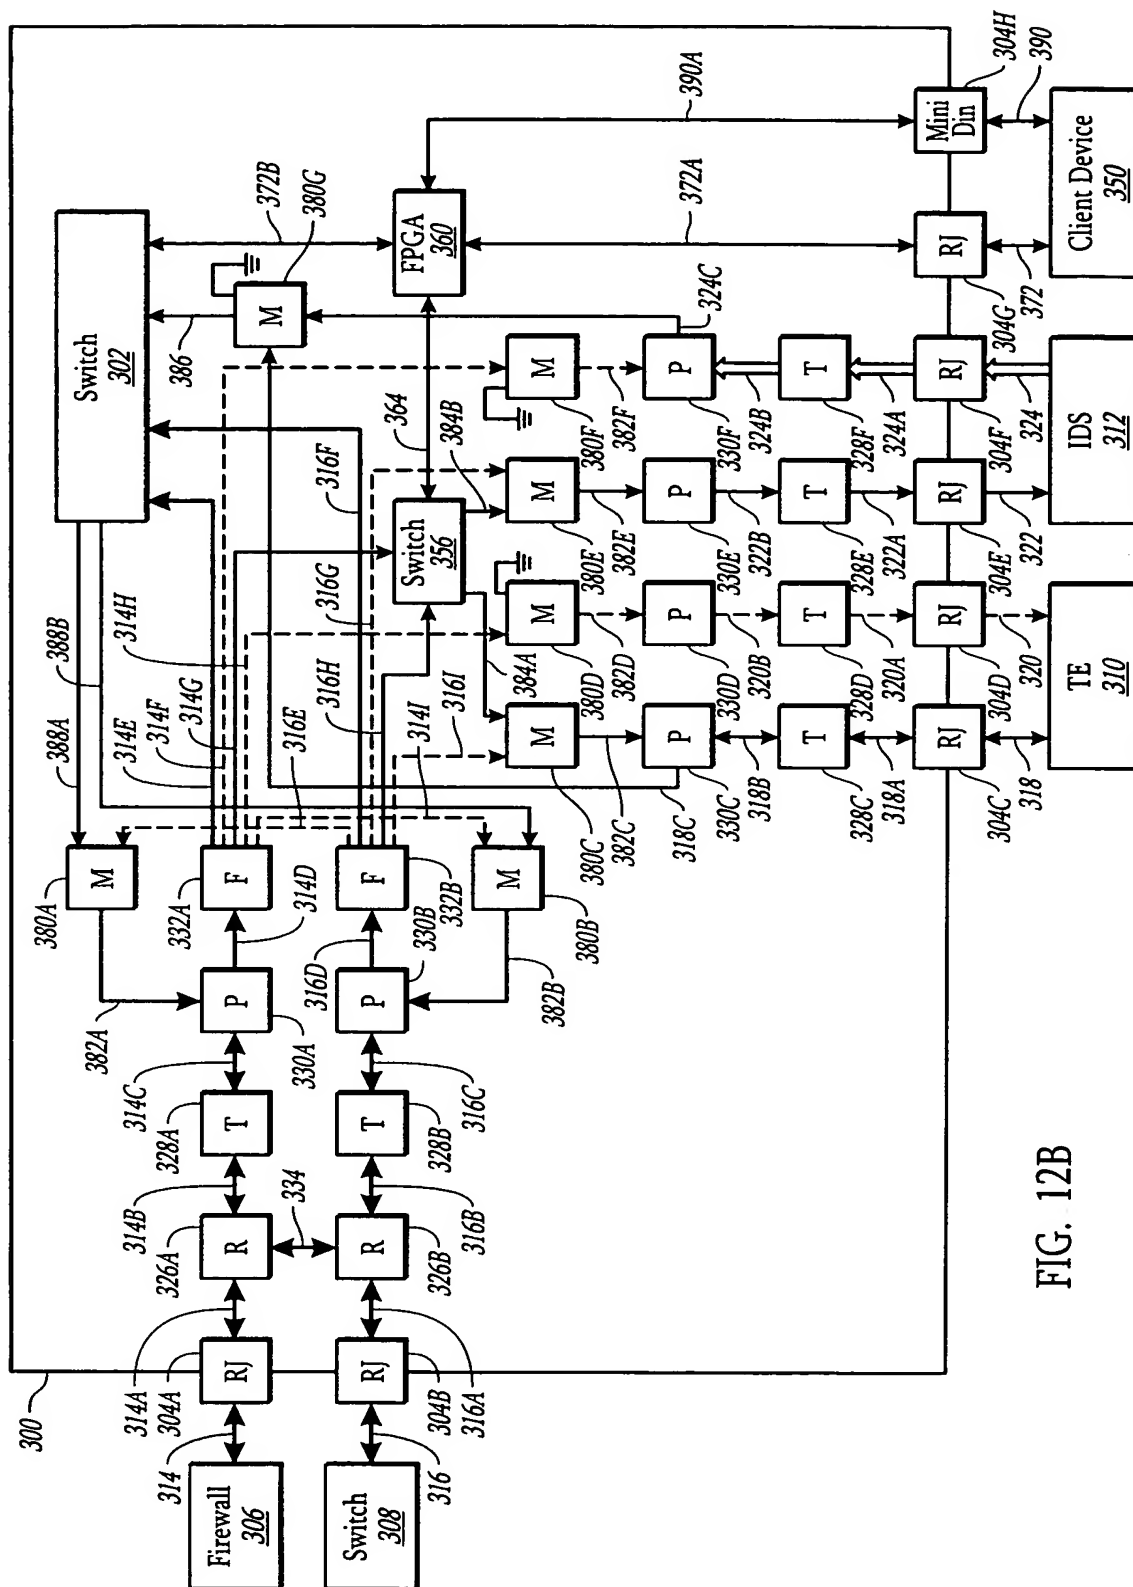 300
Firewall
306
314
304A
314A
RJ
326A
314B
R
328A
314C
T
382A
P
330A
314D
332A
F
380A
M
388A
388B
314E
314F
314G
314H
Switch
302
Switch
308
316
304B
316A
RJ
334
R
326B
316B
T
328B
316C
P
330B
316D
F
332B
382B
M
380B
316E
314I
316H
316I
316G
316F
386
M
372B
380G
FPGA
360
390A
372A
364
Switch
356
384B
384A
M
380C
382C
M
380D
382D
M
380E
382E
M
380F
382F
P
318C
330C
318B
P
330D
320B
P
330E
322B
P
324C
330F
324B
T
328C
318A
T
328D
320A
T
328E
322A
T
328F
324A
RJ
304C
318
RJ
304D
320
RJ
304E
322
RJ
304F
324
RJ
304G
372
Mini
Din
304H
390
TE
310
IDS
312
Client Device
350
FIG. 12B